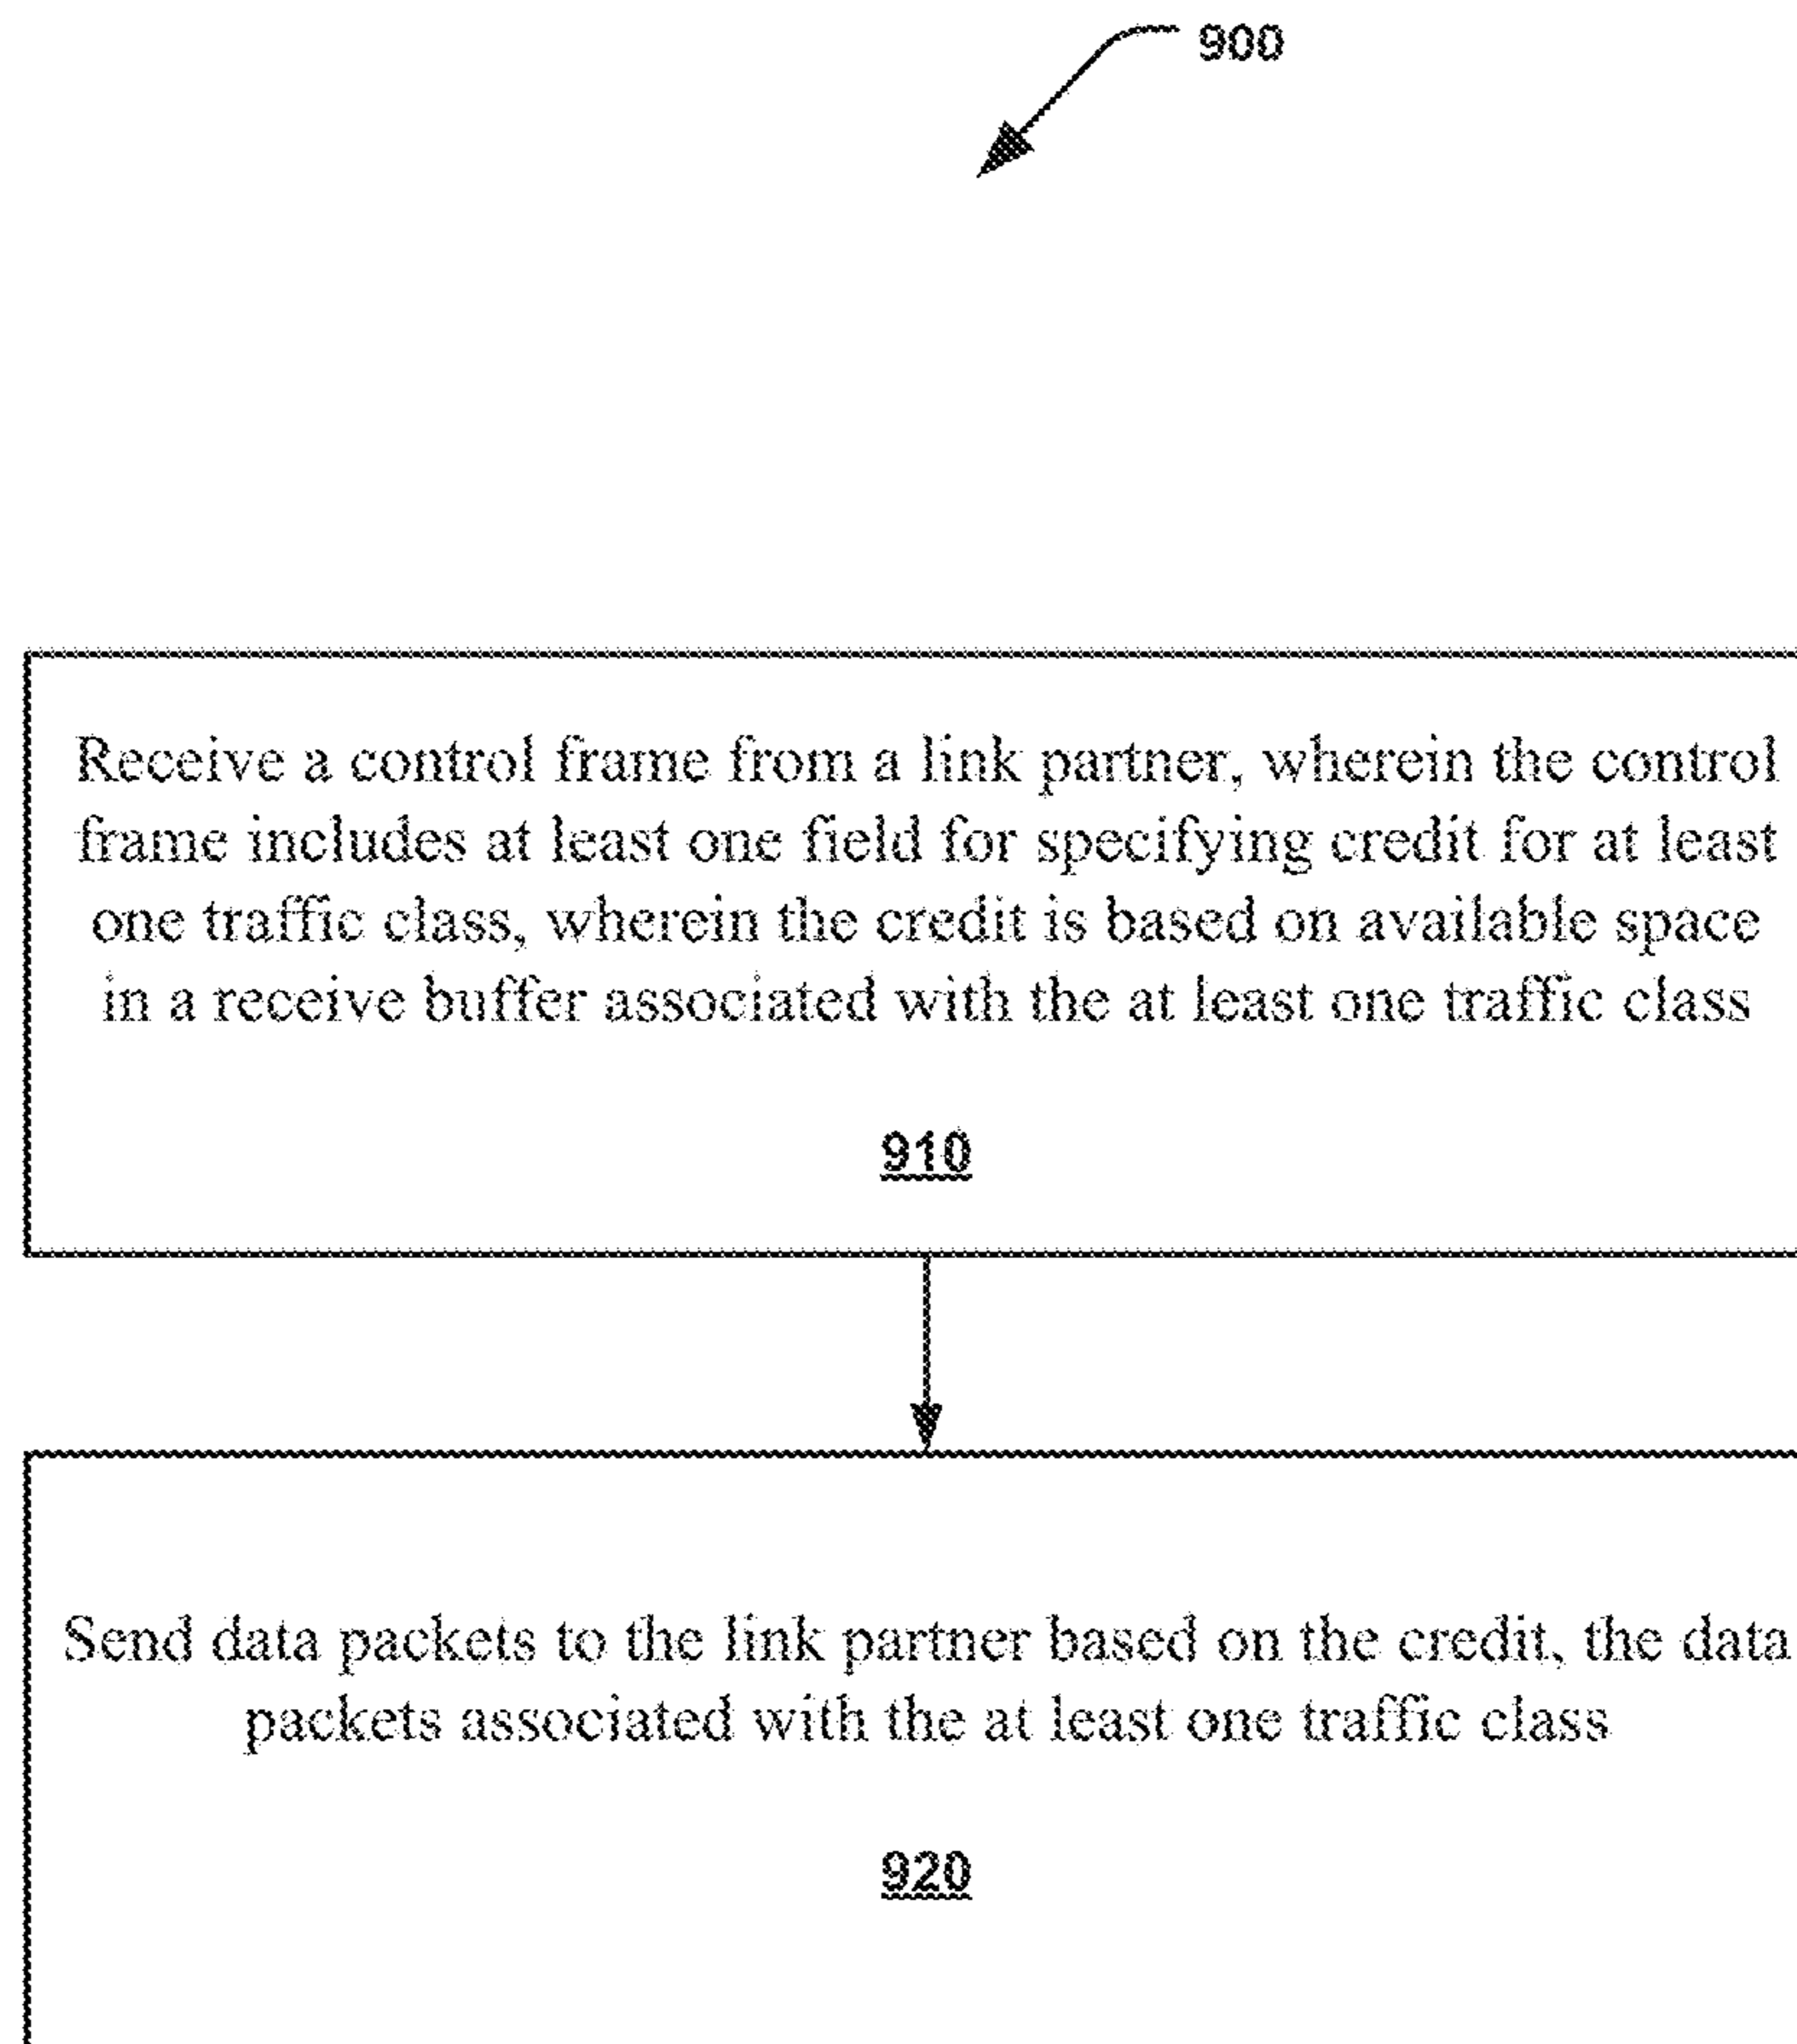 900
Receive a control frame from a link partner, wherein the control
frame includes at least one field for specifying credit for at least
one traffic class, wherein the credit is based on available space
in a receive buffer associated with the at least one traffic class
910
Send data packets to the link partner based on the credit, the data
packets associated with the at least one traffic class
920